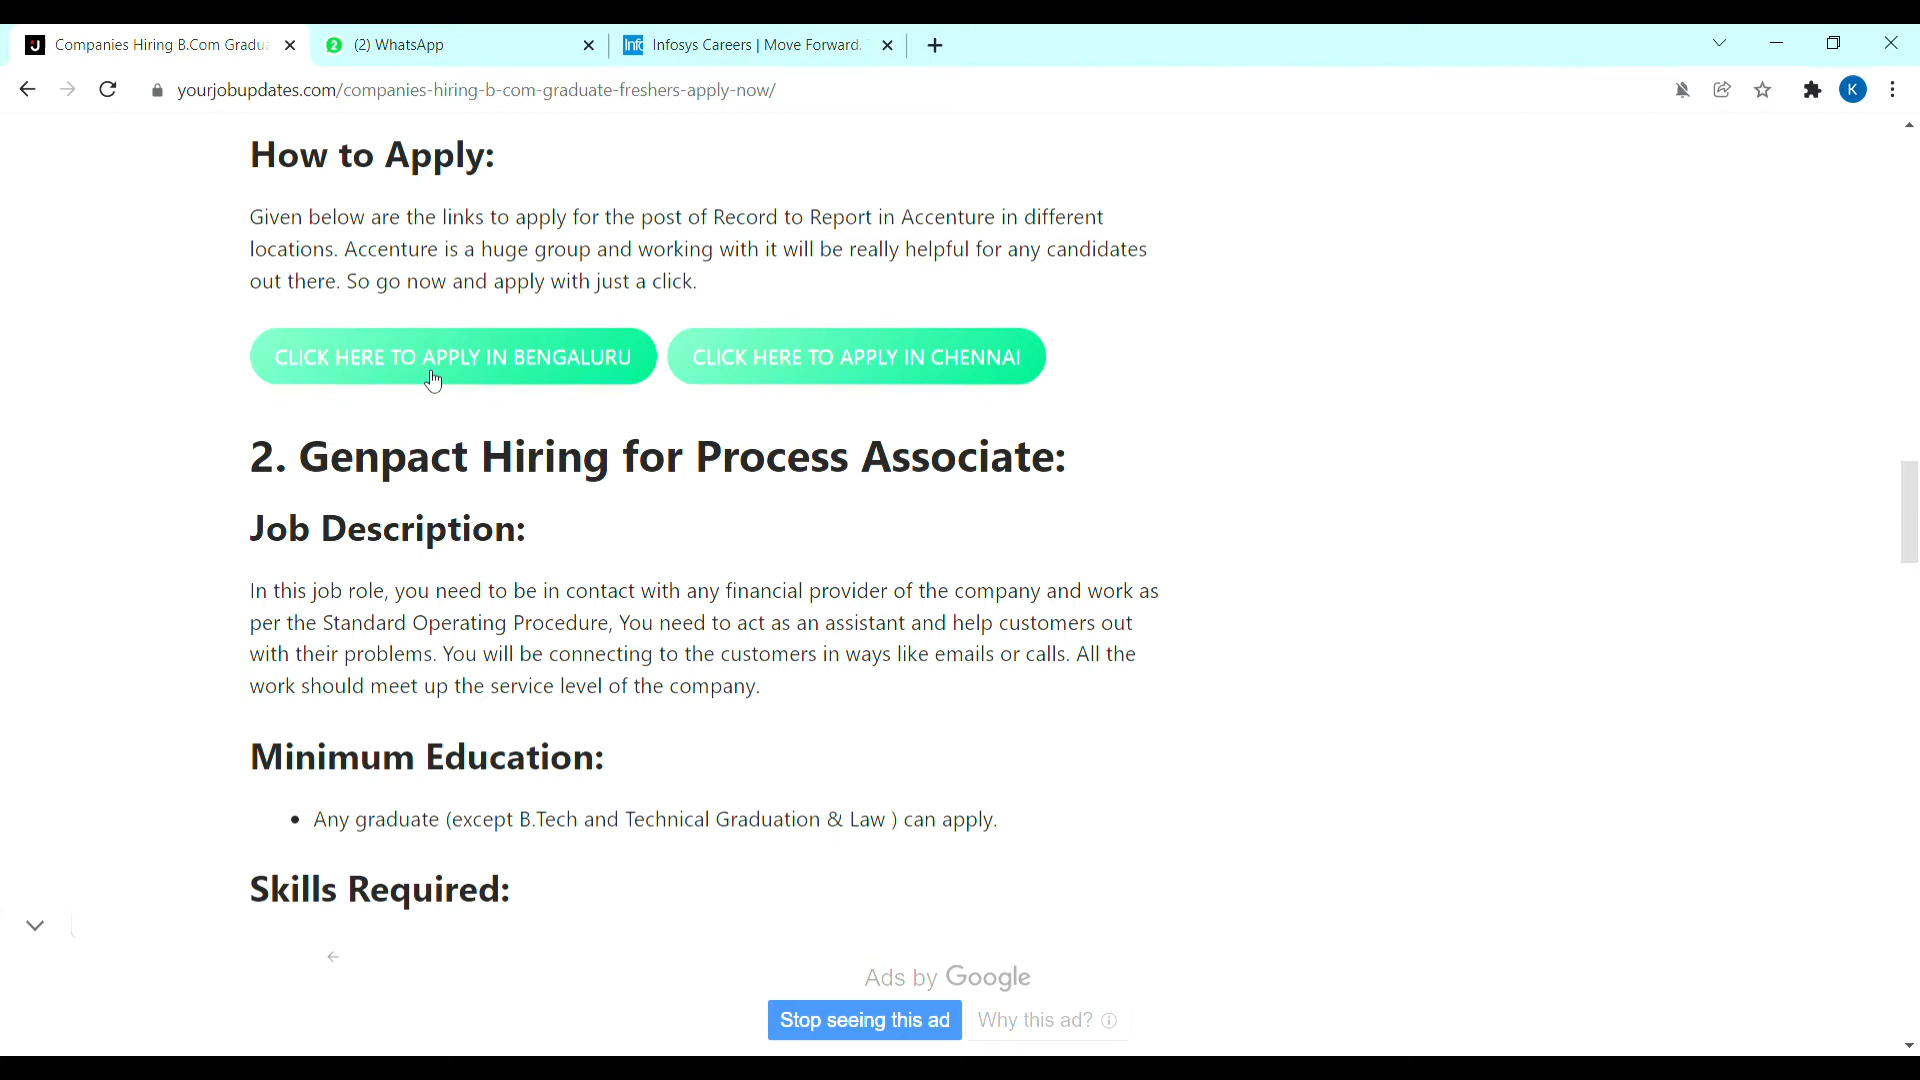 Companies Hiring B.Com Gradu
(2) WhatsApp
Infosys Careers | Move Forward.
yourjobupdates.com/companies-hiring-b-com-graduate-freshers-apply-now/
K
How to Apply:
Given below are the links to apply for the post of Record to Report in Accenture in different
locations. Accenture is a huge group and working with it will be really helpful for any candidates
out there. So go now and apply with just a click.
CLICK HERE TO APPLY IN BENGALURU
CLICK HERE TO APPLY IN CHENNAI
2. Genpact Hiring for Process Associate:
Job Description:
In this job role, you need to be in contact with any financial provider of the company and work as
per the Standard Operating Procedure, You need to act as an assistant and help customers out
with their problems. You will be connecting to the customers in ways like emails or calls. All the
work should meet up the service level of the company.
Minimum Education:
• Any graduate (except B.Tech and Technical Graduation & Law ) can apply.
Skills Required:
Ads by Google
Stop seeing this ad
Why this ad?